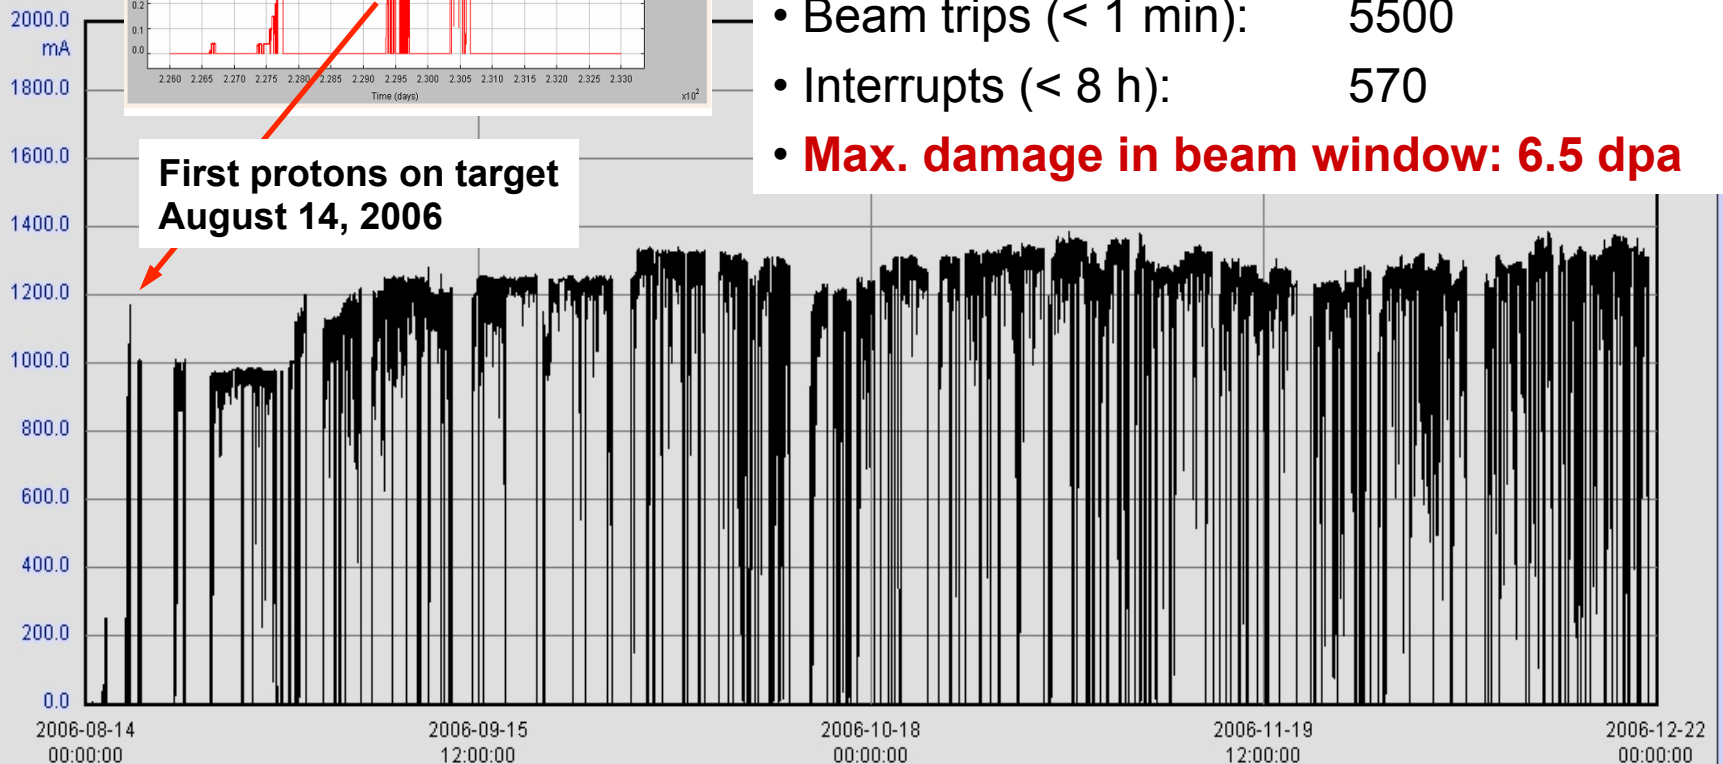 2000.0
mA
1800.0
1600.0
1400.0
1200.0
1000.0
800.0
600.0
400.0
200.0
0.0
0.2
0.1
0.0
2.260 2.265 2.270 2.275 2.280 2.285 2.290 2.295 2.300 2.305 2.310 2.315 2.320 2.325 2.330
Time (days)
x10²
• Beam trips (< 1 min): 5500
• Interrupts (< 8 h): 570
• Max. damage in beam window: 6.5 dpa
First protons on target
August 14, 2006
2006-08-14 2006-09-15 2006-10-18 2006-11-19 2006-12-22
00:00:00 12:00:00 00:00:00 12:00:00 00:00:00